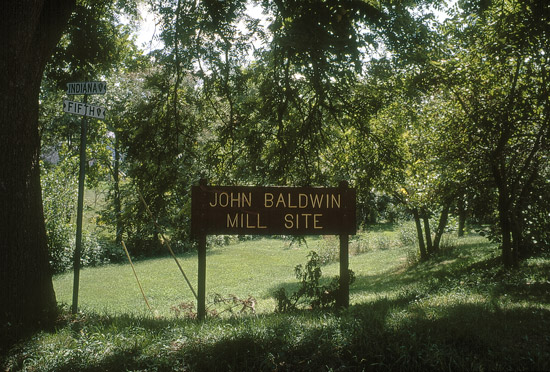 INDIANA
FIFTH
JOHN BALDWIN
MILL SITE